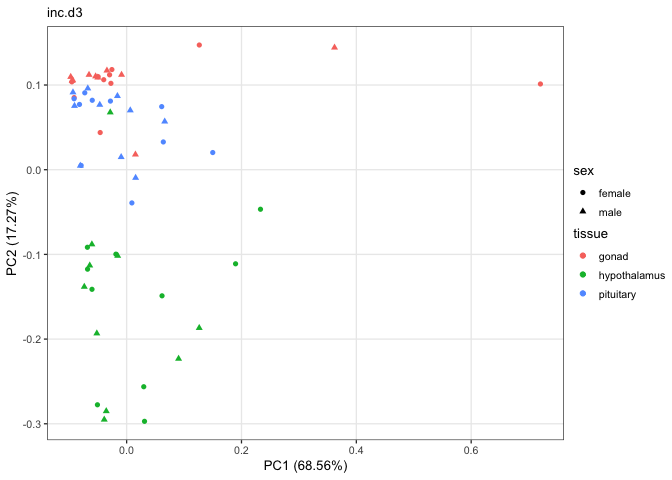 inc.d3
0.1
0.0
-0.1
-0.2
-0.3
PC2 (17.27%)
0.0
0.2
0.4
0.6
PC1 (68.56%)
sex
female
male
tissue
gonad
hypothalamus
pituitary